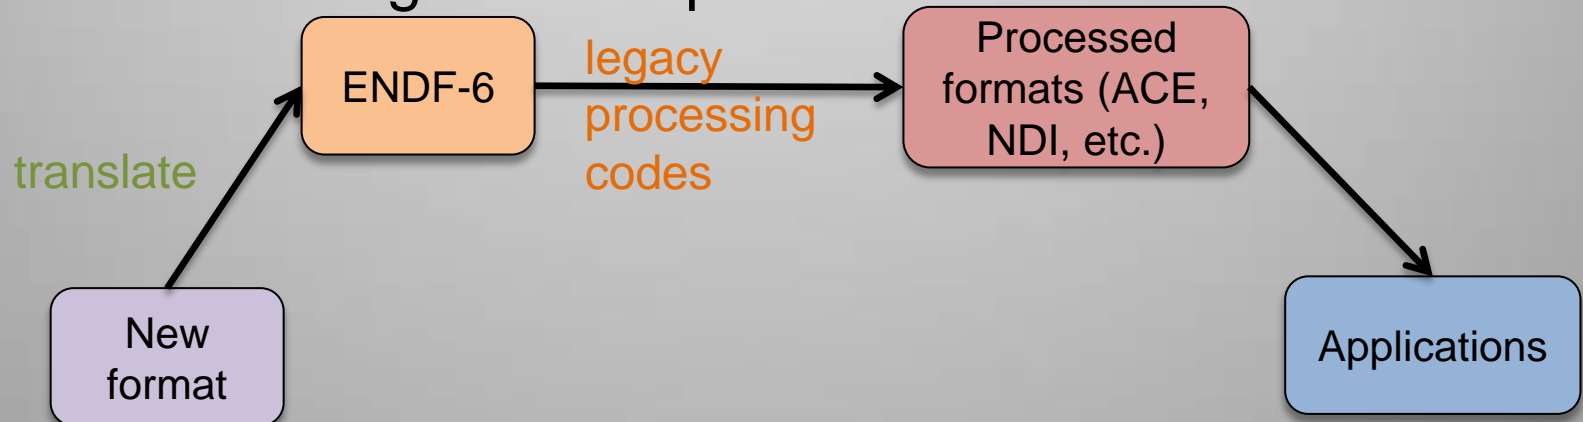 ENDF-6
legacy
processing
codes
Processed
formats (ACE,
NDI, etc.)
translate
New
format
Applications